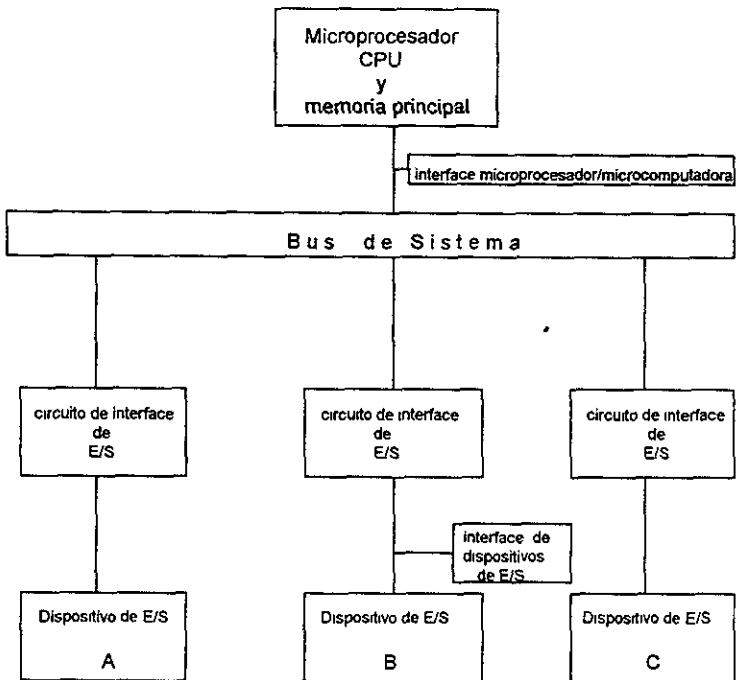 Microprocesador
CPU
y
memoria principal
interface microprocesador/microcomputadora
Bus de Sistema
circuito de interface
de
E/S
circuito de interface
de
E/S
circuito de interface
de
E/S
interface de
dispositivos
de E/S
Dispositivo de E/S
A
Dispositivo de E/S
B
Dispositivo de E/S
C